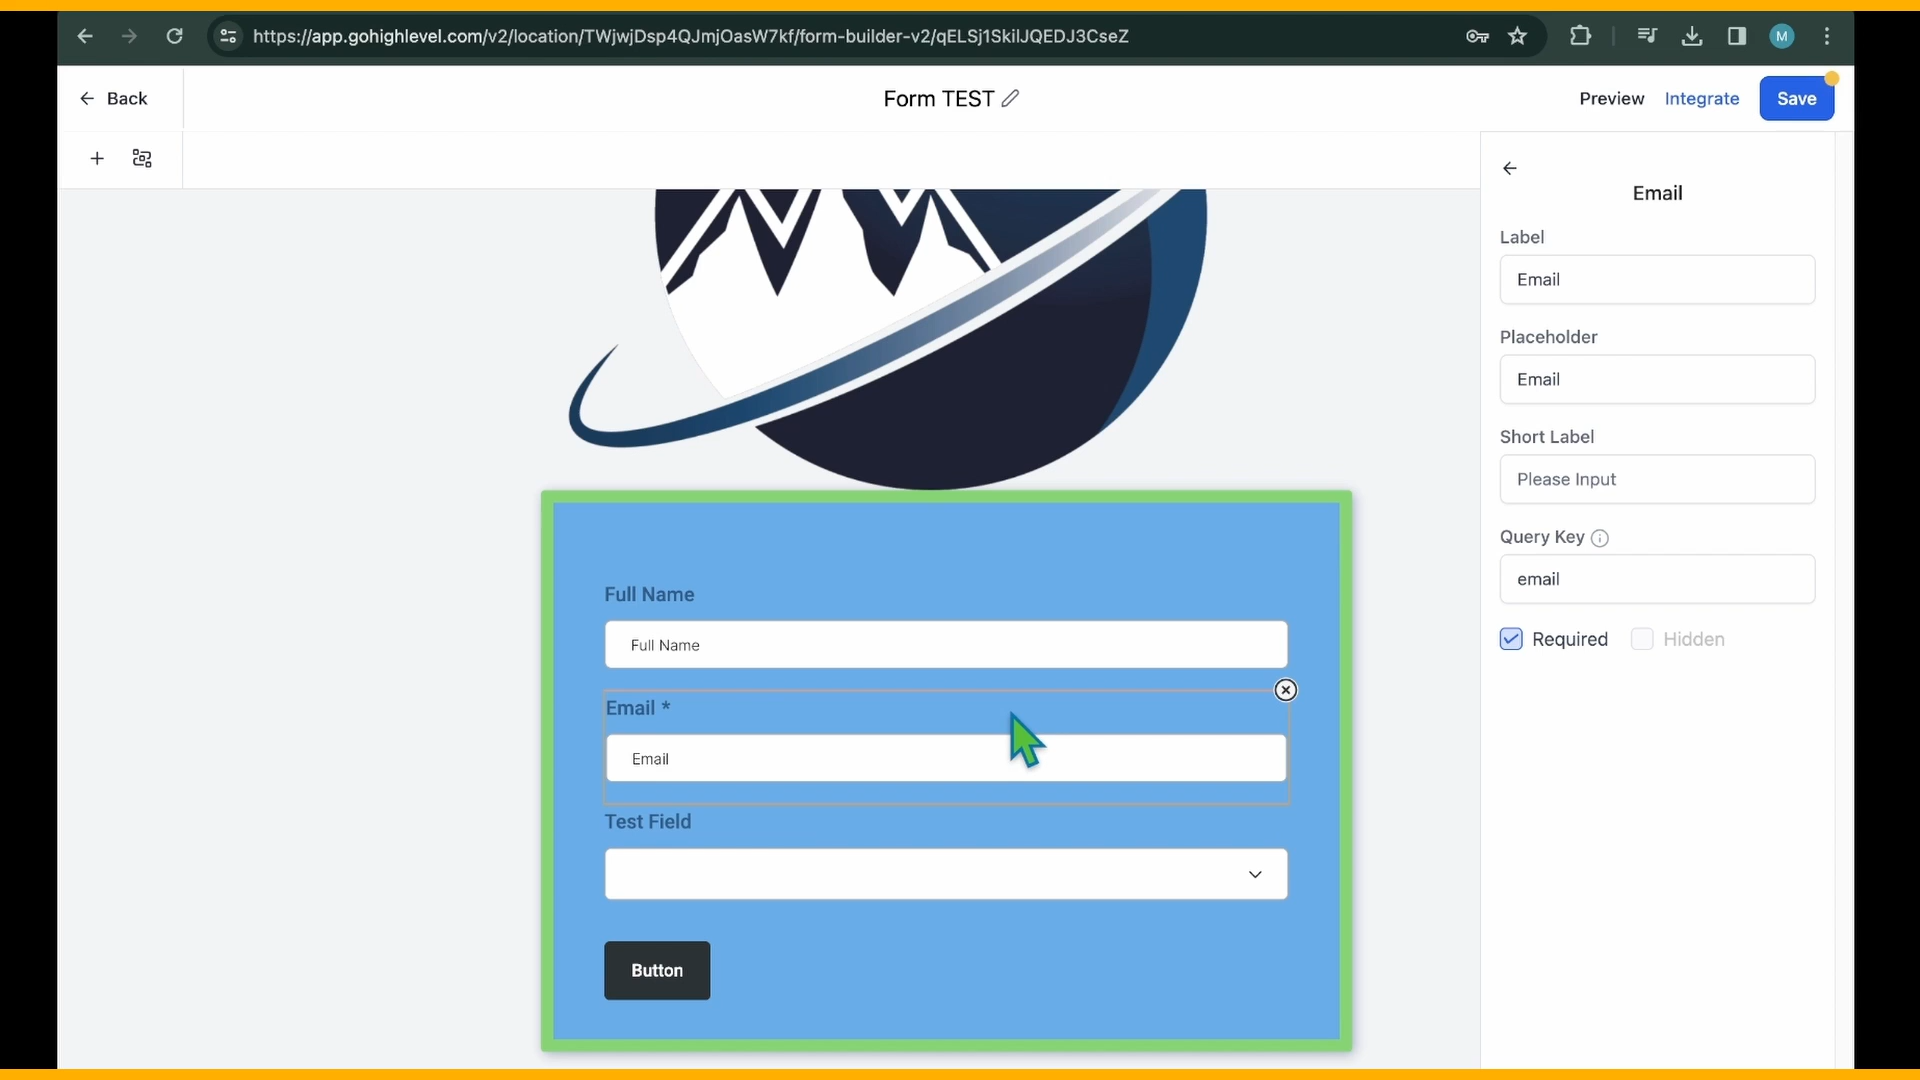 https://app.gohighlevel.com/v2/location/TWjwjDsp4QJmjOasW7kf/form-builder-v2/qELSj1SkilJQEDJ3CseZ
M
Back
Form TEST
Preview
Integrate
Save
Email
Label
Email
Placeholder
Email
Short Label
Please Input
Query Key
email
Required
Hidden
Full Name
Full Name
Email *
Email
Test Field
Button